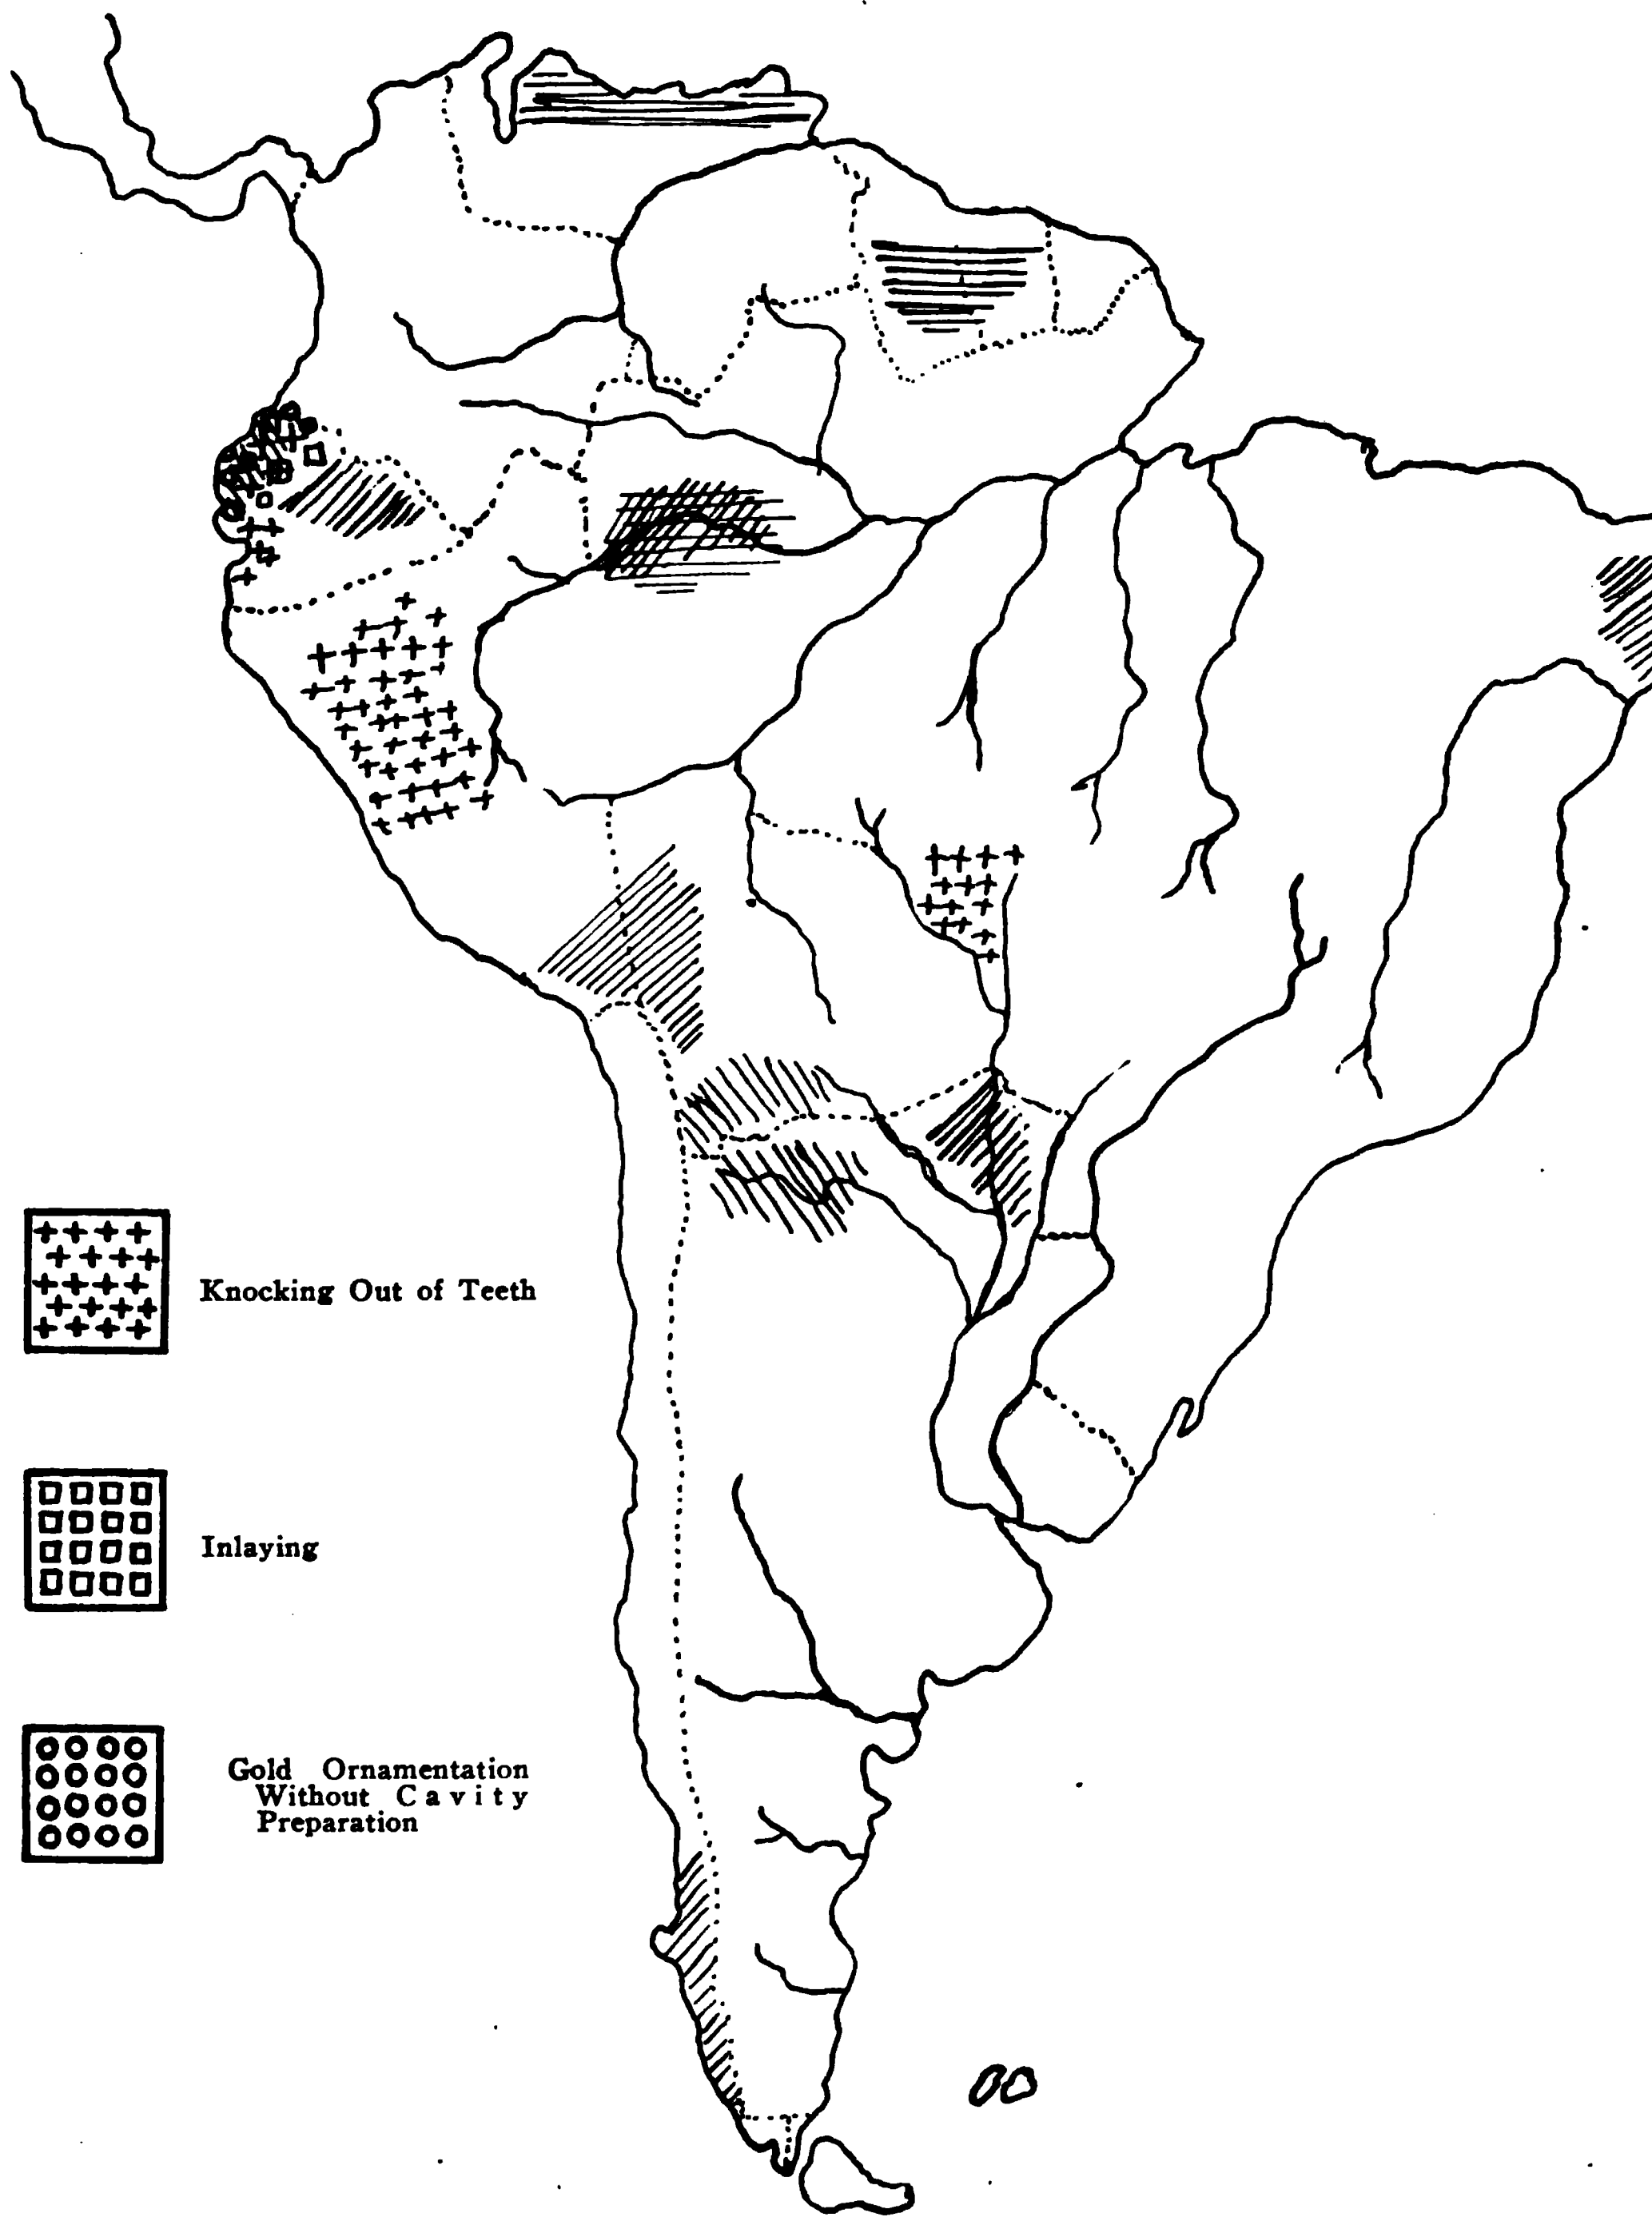 Knocking Out of Teeth
Inlaying
Gold Ornamentation
Without Cavity
Preparation